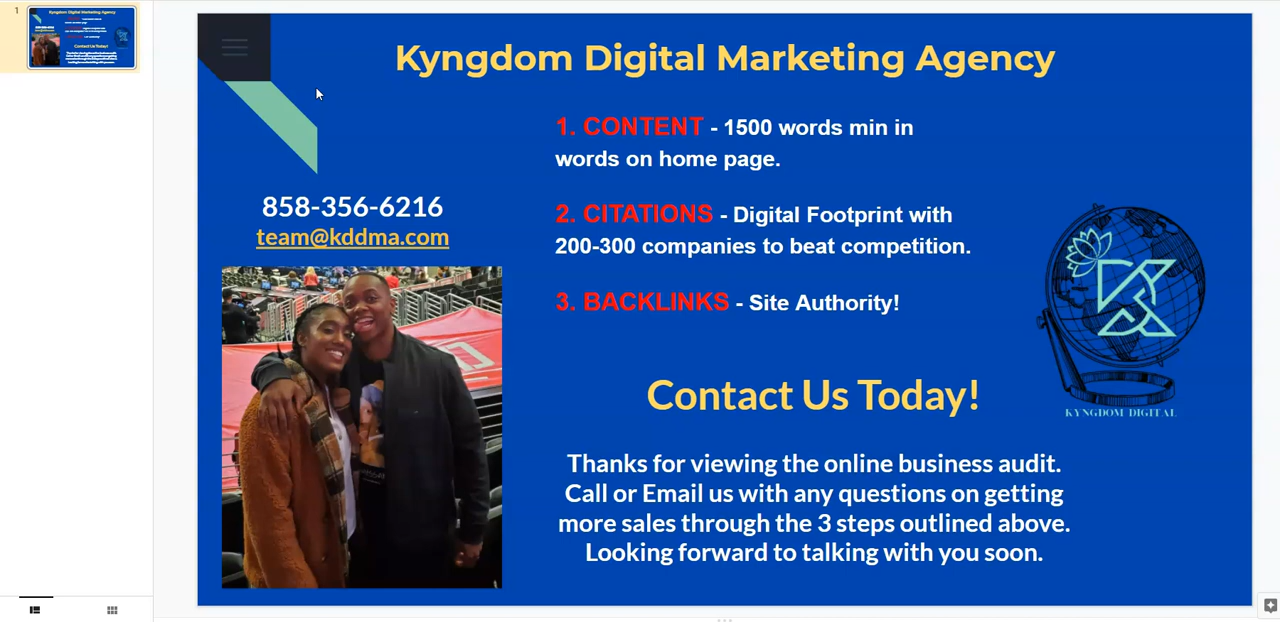 1
Kyngdom Digital Marketing Agency
1. CONTENT - 1500 words min in
words on home page.
2. CITATIONS - Digital Footprint with
200-300 companies to beat competition.
3. BACKLINKS - Site Authority!
858-356-6216
team@kddma.com
KYNGDOM DIGITAL
Contact Us Today!
Thanks for viewing the online business audit.
Call or Email us with any questions on getting
more sales through the 3 steps outlined above.
Looking forward to talking with you soon.